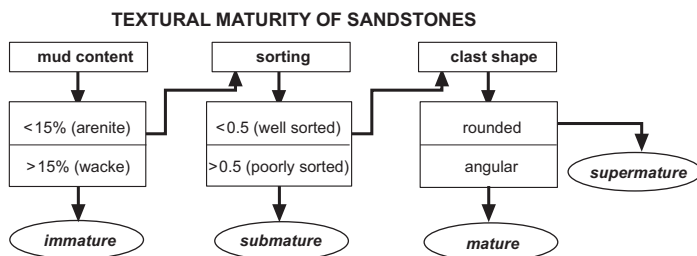 TEXTURAL MATURITY OF SANDSTONES
mud content
sorting
clast shape
<15% (arenite)
<0.5 (well sorted)
rounded
>15% (wacke)
>0.5 (poorly sorted)
angular
supermature
immature
submature
mature